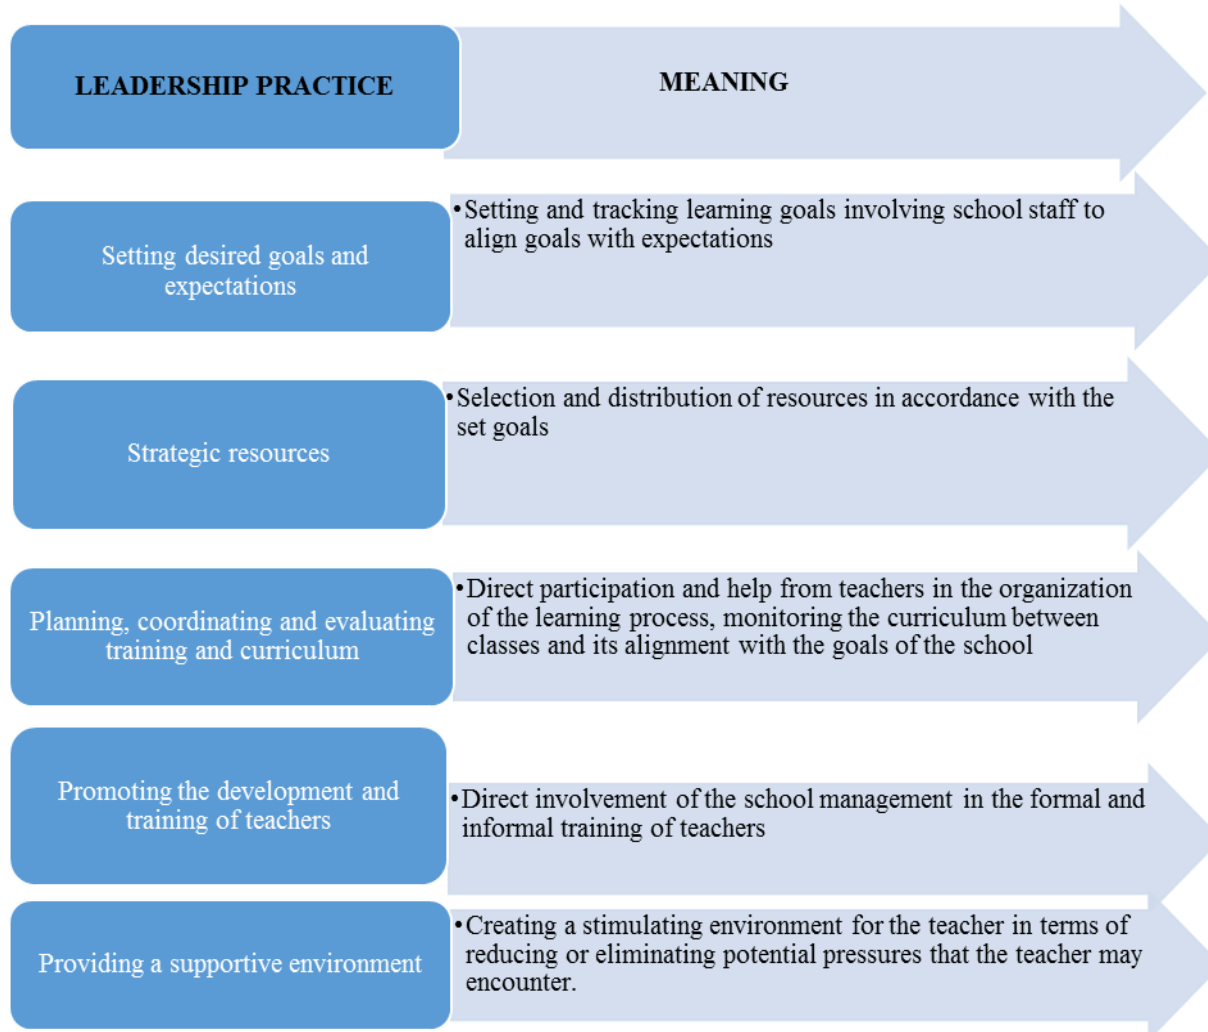 LEADERSHIP PRACTICE
MEANING
Setting desired goals and
expectations
•Setting and tracking learning goals involving school staff to
align goals with expectations
Strategic resources
•Selection and distribution of resources in accordance with the
set goals
Planning, coordinating and evaluating
training and curriculum
•Direct participation and help from teachers in the organization
of the learning process, monitoring the curriculum between
classes and its alignment with the goals of the school
Promoting the development and
training of teachers
•Direct involvement of the school management in the formal and
informal training of teachers
Providing a supportive environment
•Creating a stimulating environment for the teacher in terms of
reducing or eliminating potential pressures that the teacher may
encounter.